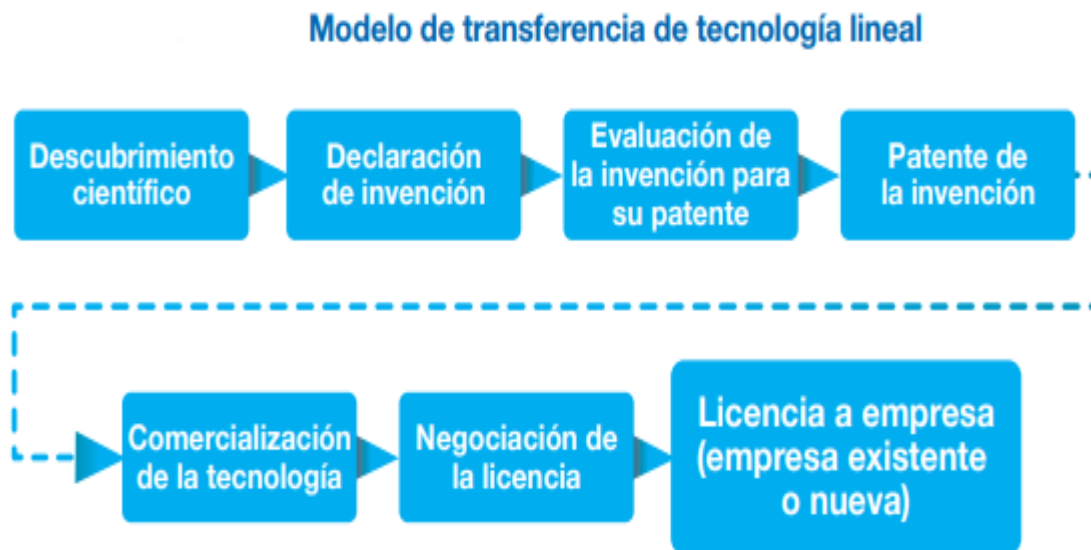 Modelo de transferencia de tecnología lineal
Descubrimiento
científico
Declaración
de invención
Evaluación de
la invención para
su patente
Patente de
la invención
Comercialización
de la tecnología
Negociación de
la licencia
Licencia a empresa
(empresa existente
o nueva)